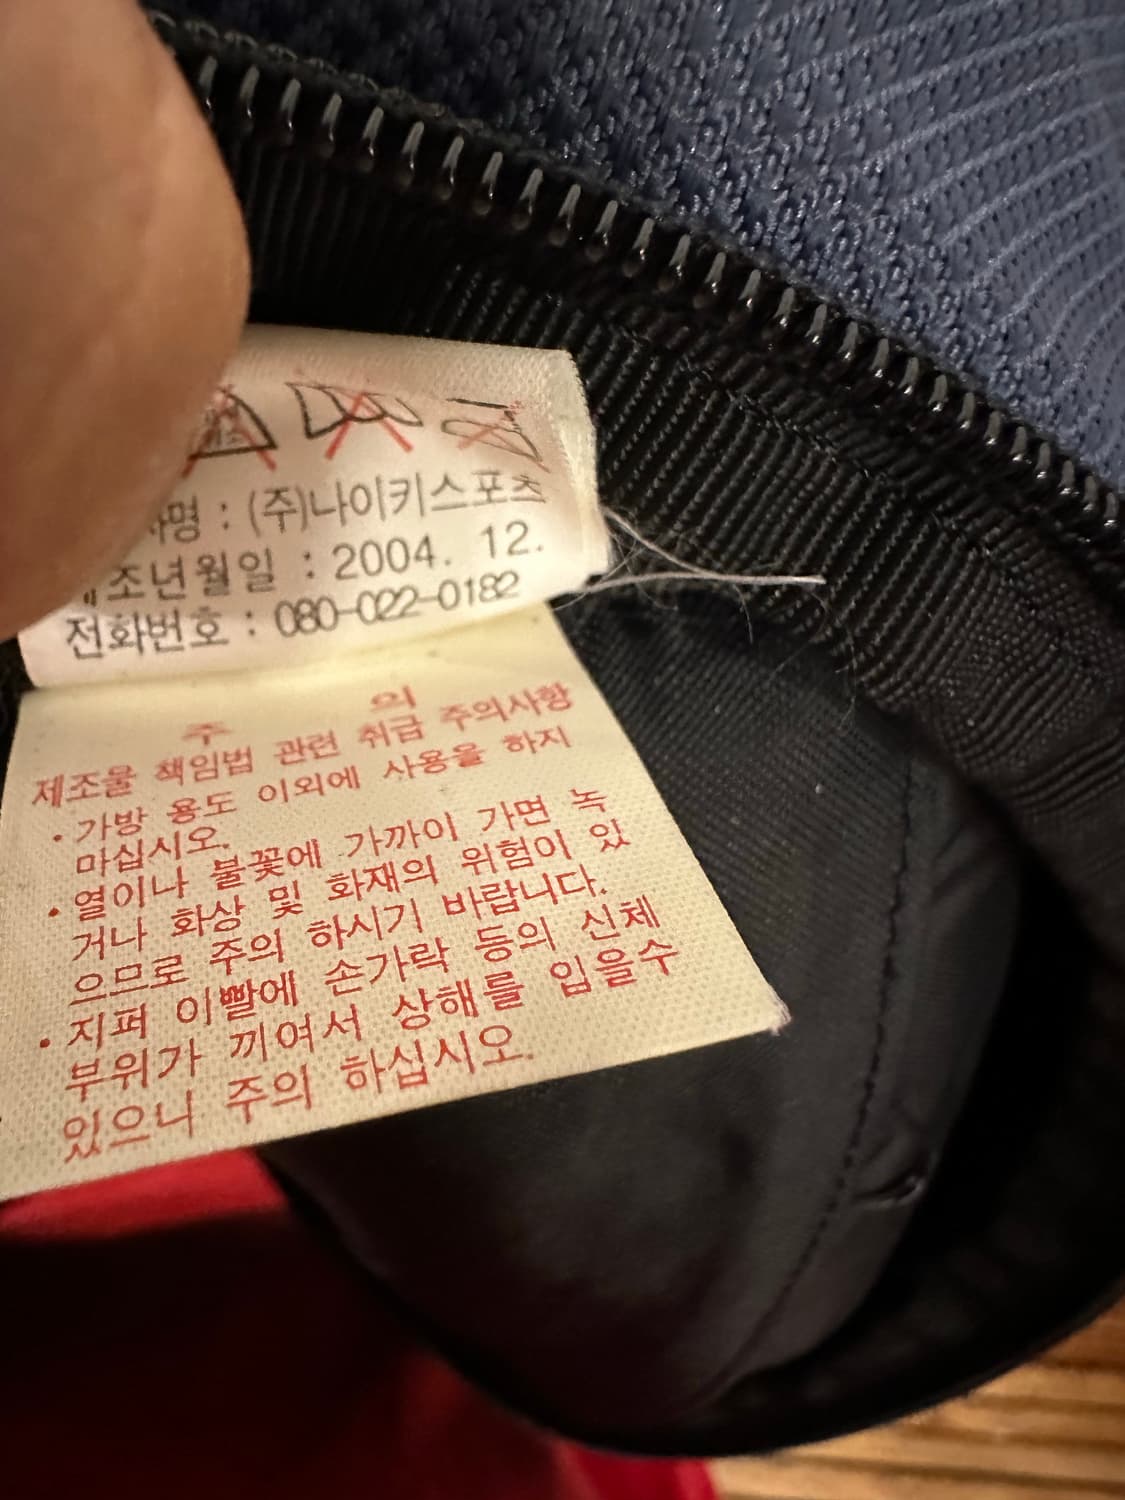 (주)나이키스포츠
2004. 12.
전화번호 : 080-022-0182
주 의
제조물 책임법 관련 취급 주의사항
· 가방 용도 이외에 사용을 하지
마십시오.
· 열이나 불꽃에 가까이 가면 녹
거나 화상 및 화재의 위험이 있
으므로 주의 하시기 바랍니다.
· 지퍼 이빨에 손가락 등의 신체
부위가 끼여서 상해를 입을수
있으니 주의 하십시오.